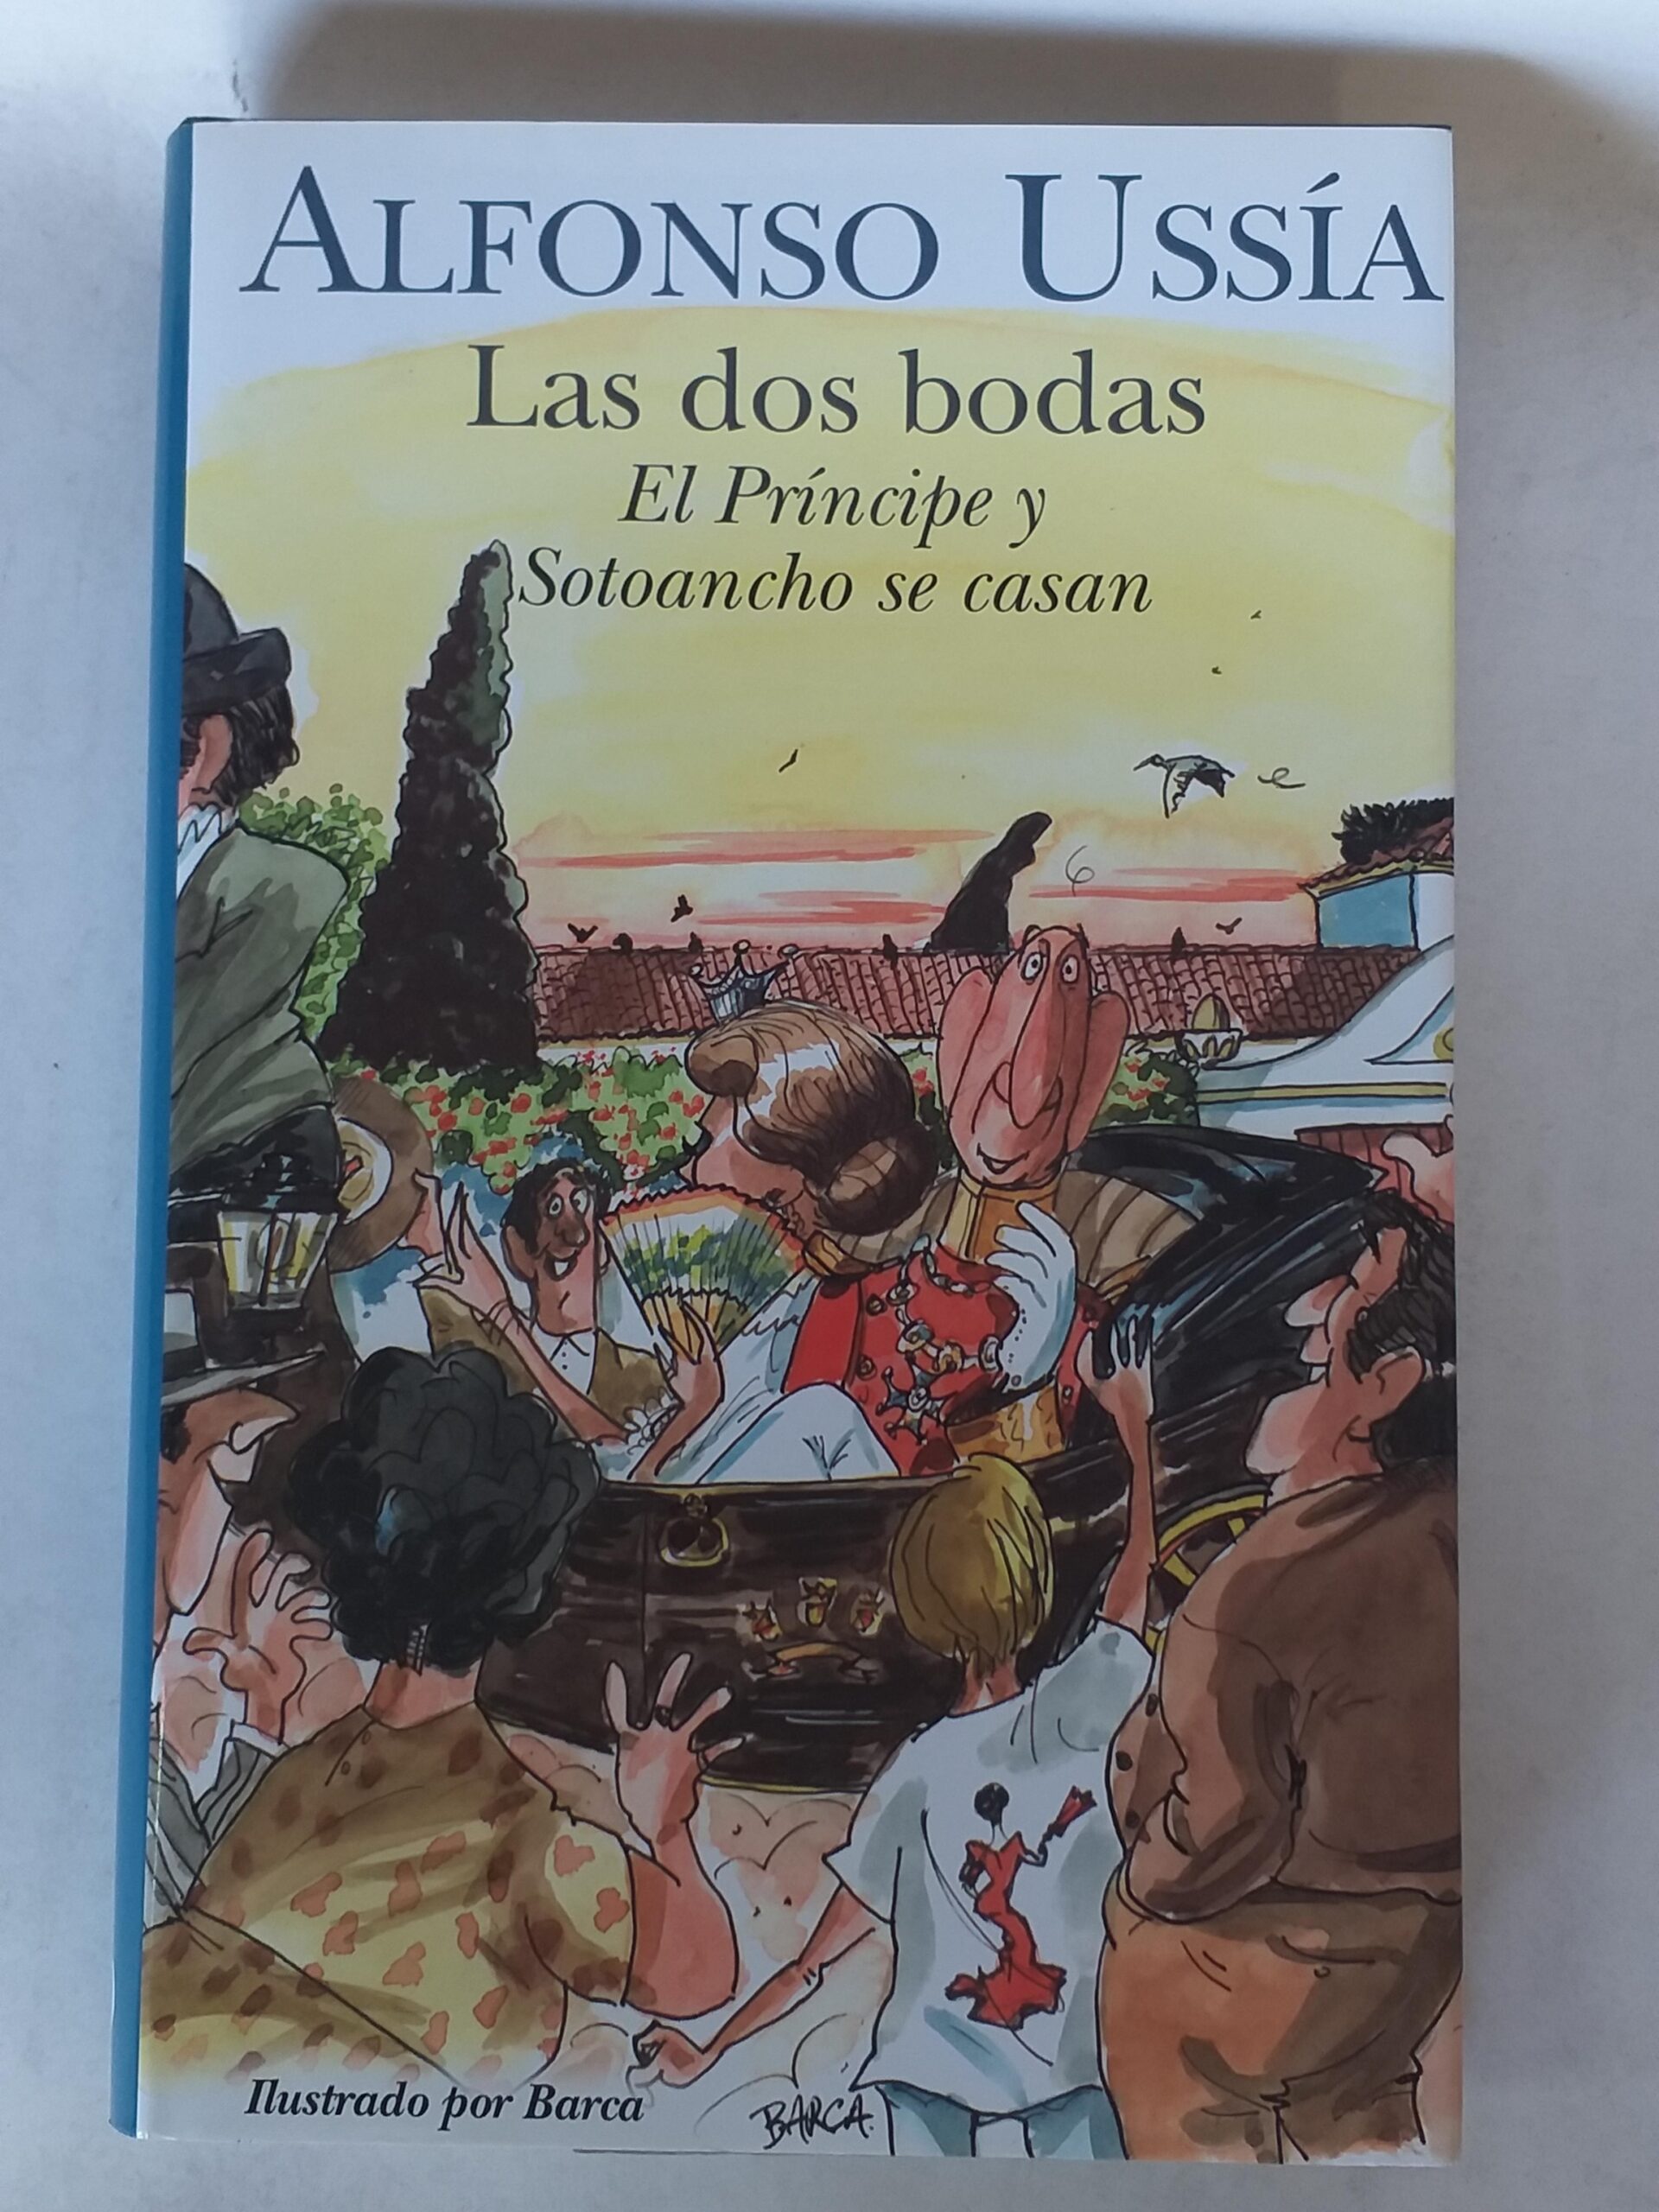 ALFONSO USSÍA
Las dos bodas
El Príncipe y
Sotoancho se casan
Ilustrado por Barca
BARCA.